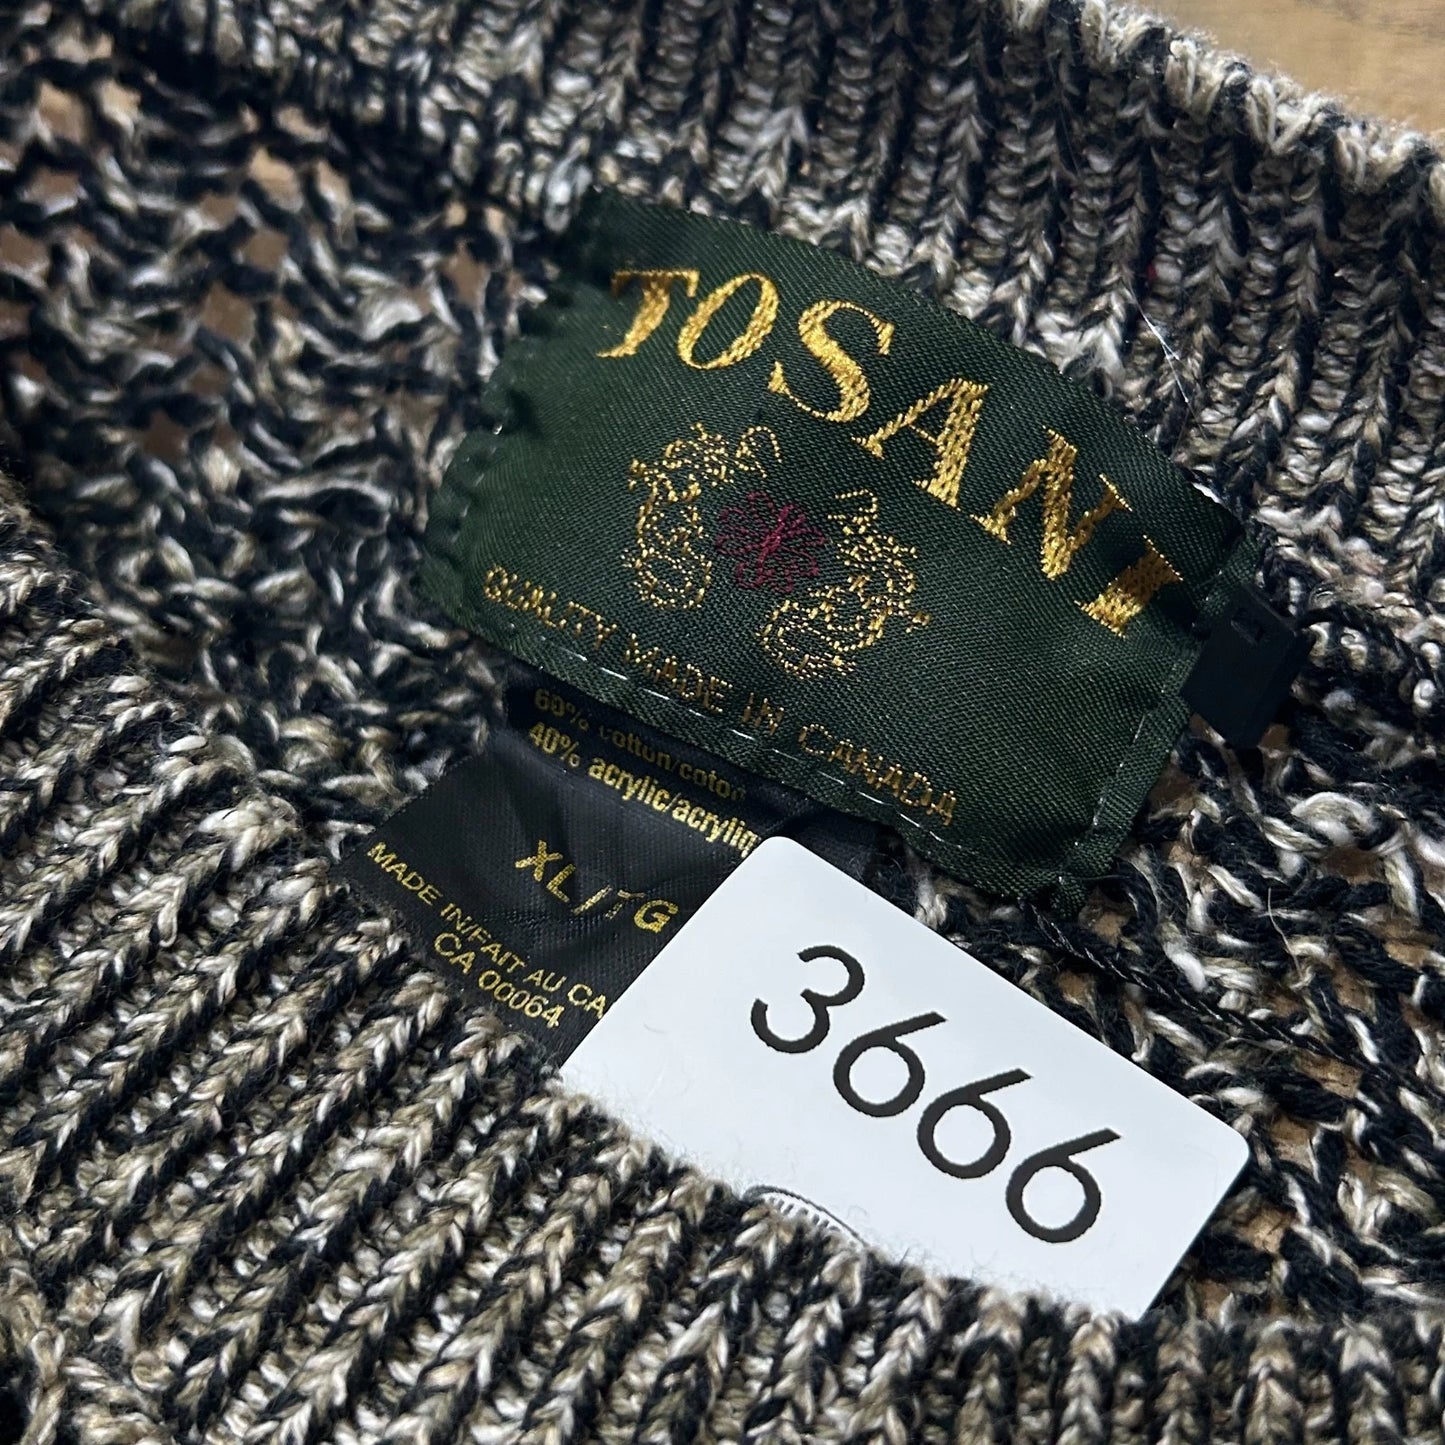 TOSANI
QUALITY MADE IN CANADA
60% cotton/coton
40% acrylic/acryliq
XL/TG
MADE IN/FAIT AU CA
CA 00064
3666